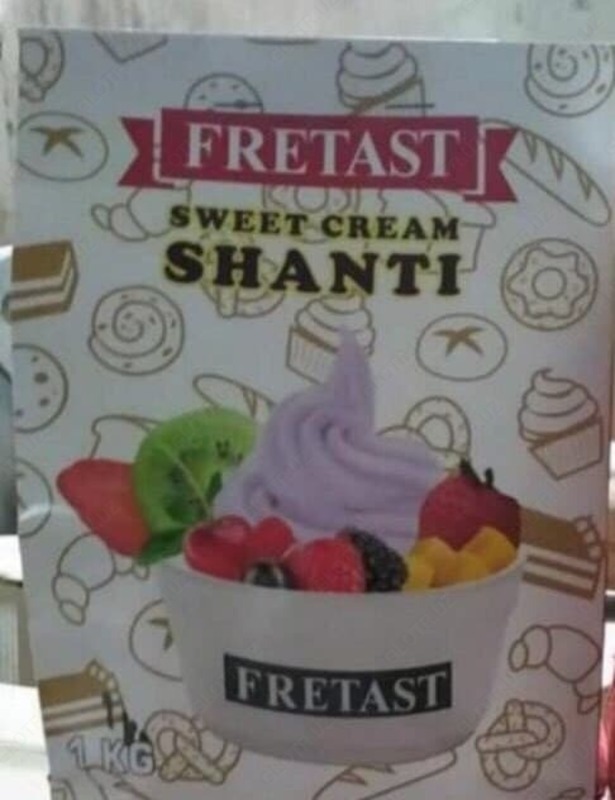 FRETAST
SWEET CREAM
SHANTI
FRETAST
1 KG